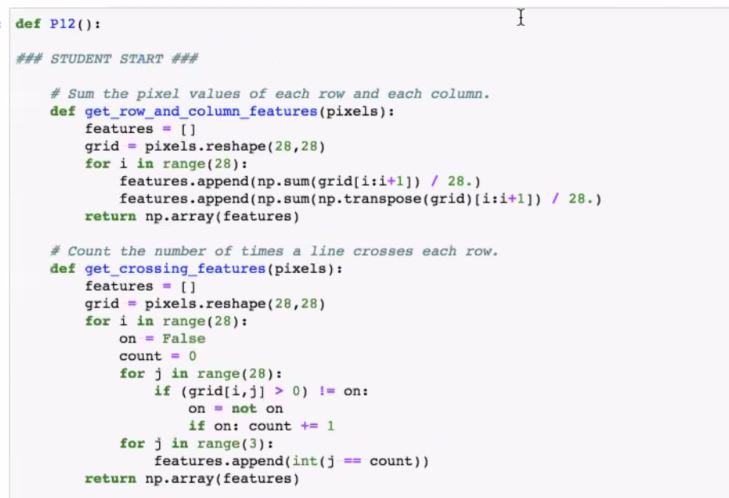 def P12():
### STUDENT START ###
# Sum the pixel values of each row and each column.
def get_row_and_column_features(pixels):
features = []
grid = pixels.reshape(28,28)
for i in range(28):
features.append(np.sum(grid[i:i+1]) / 28.)
features.append(np.sum(np.transpose(grid)[i:i+1]) / 28.)
return np.array(features)
# Count the number of times a line crosses each row.
def get_crossing_features(pixels):
features = []
grid = pixels.reshape(28,28)
for i in range(28):
on = False
count = 0
for j in range(28):
if (grid[i,j] > 0) != on:
on = not on
if on: count += 1
for j in range(3):
features.append(int(j == count))
return np.array(features)